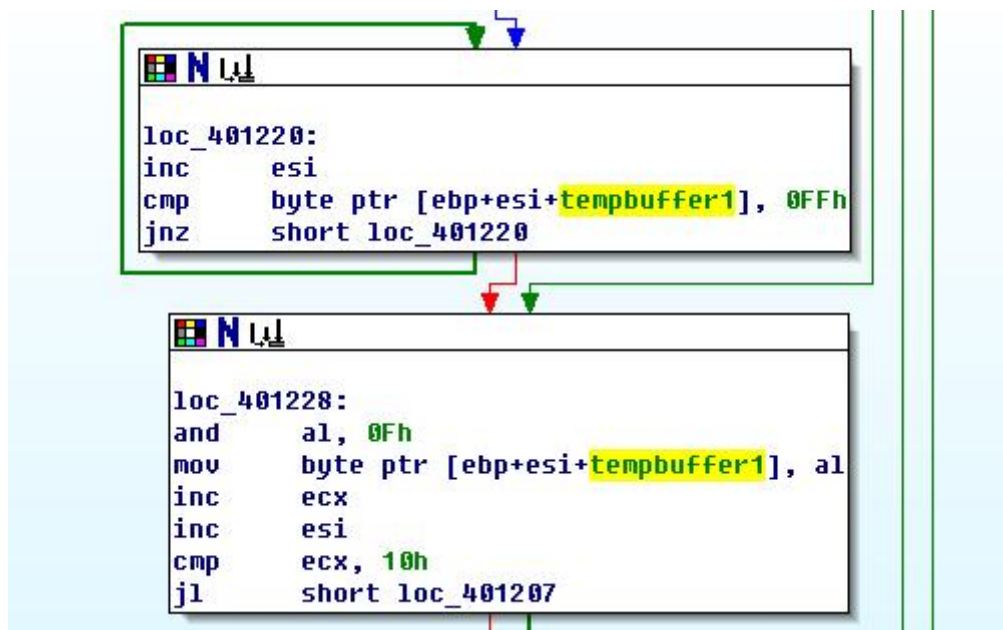 loc_401220:
inc esi
cmp byte ptr [ebp+esi+tempbuffer1], 0FFh
jnz short loc_401220
loc_401228:
and al, 0Fh
mov byte ptr [ebp+esi+tempbuffer1], al
inc ecx
inc esi
cmp ecx, 10h
jl short loc_401207